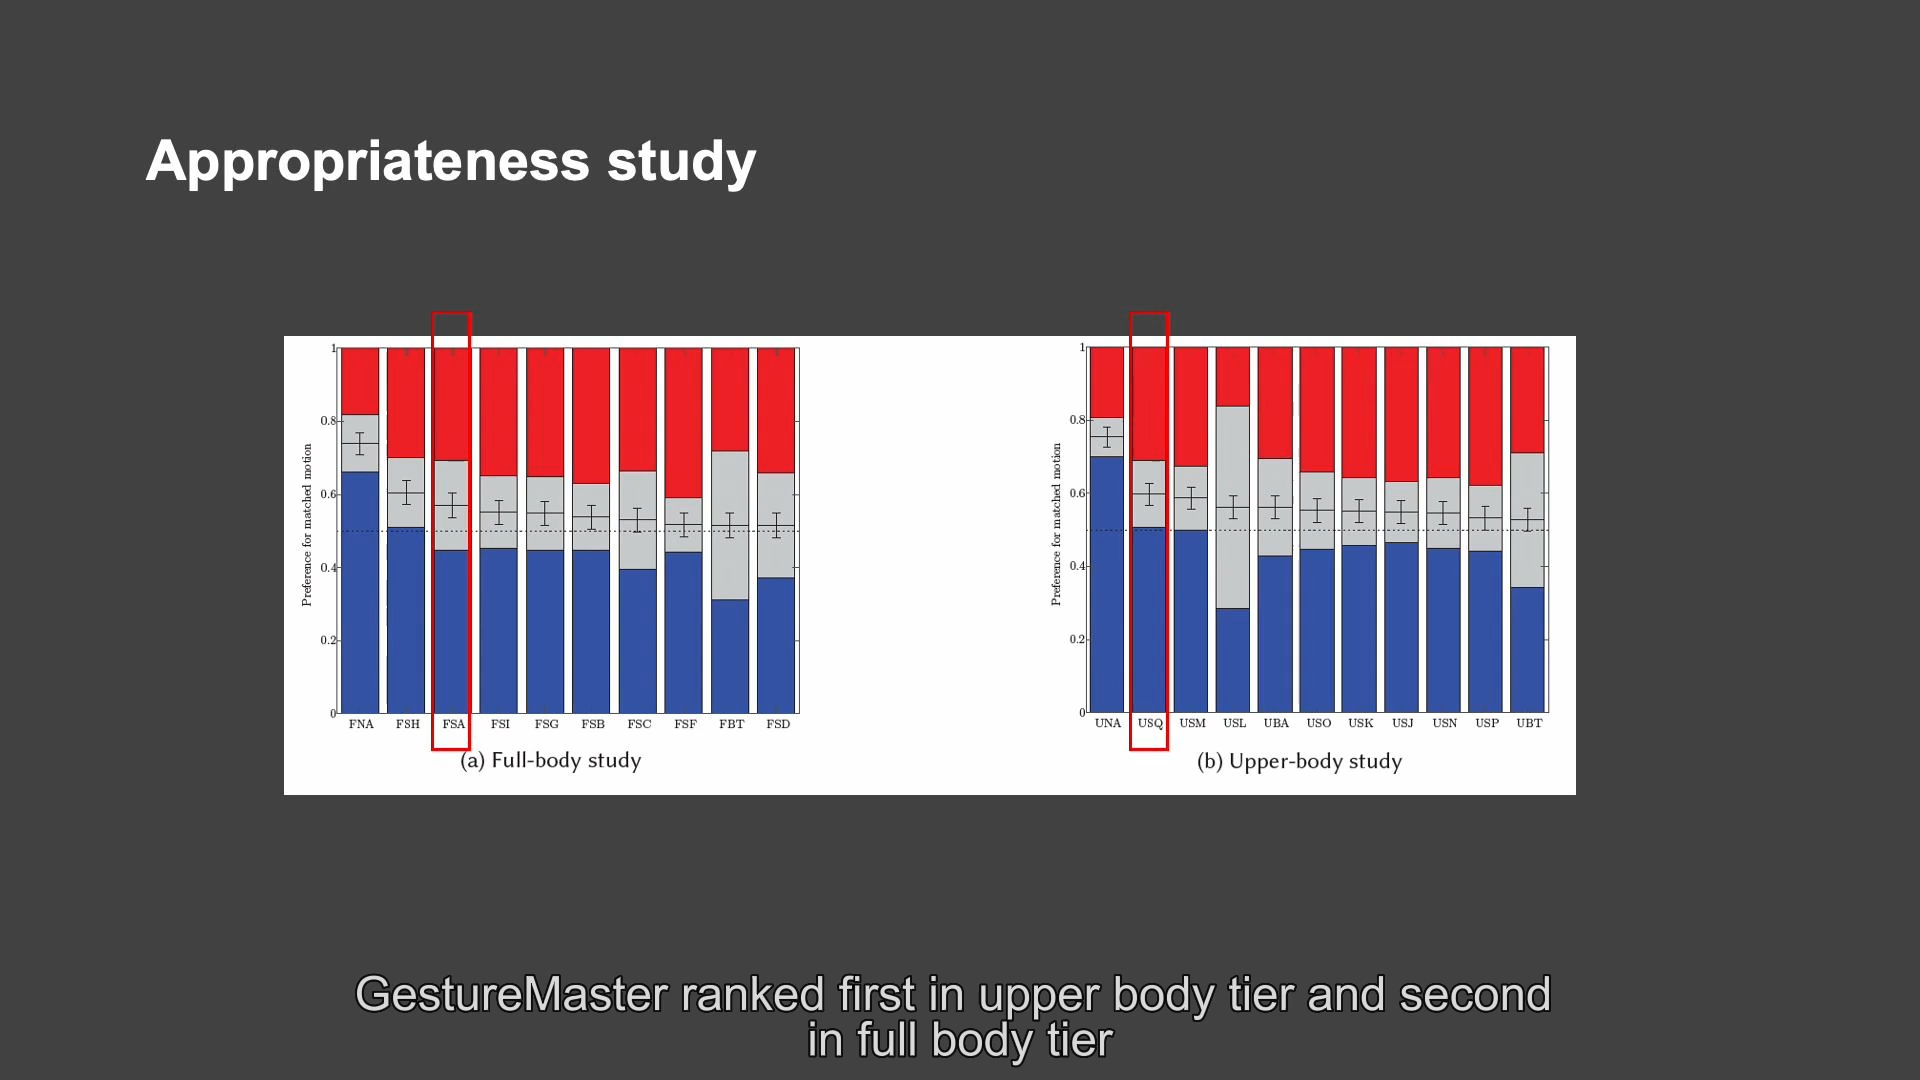 Appropriateness study
Preference for matched motion
1
0.8
0.6
0.4
0.2
0
FNA FSH FSA FSI FSG FSB FSC FSF FBT FSD
(a) Full-body study
Preference for matched motion
1
0.8
0.6
0.4
0.2
0
UNA USQ USM USL UBA USO USK USJ USN USP UBT
(b) Upper-body study
GestureMaster ranked first in upper body tier and second
in full body tier